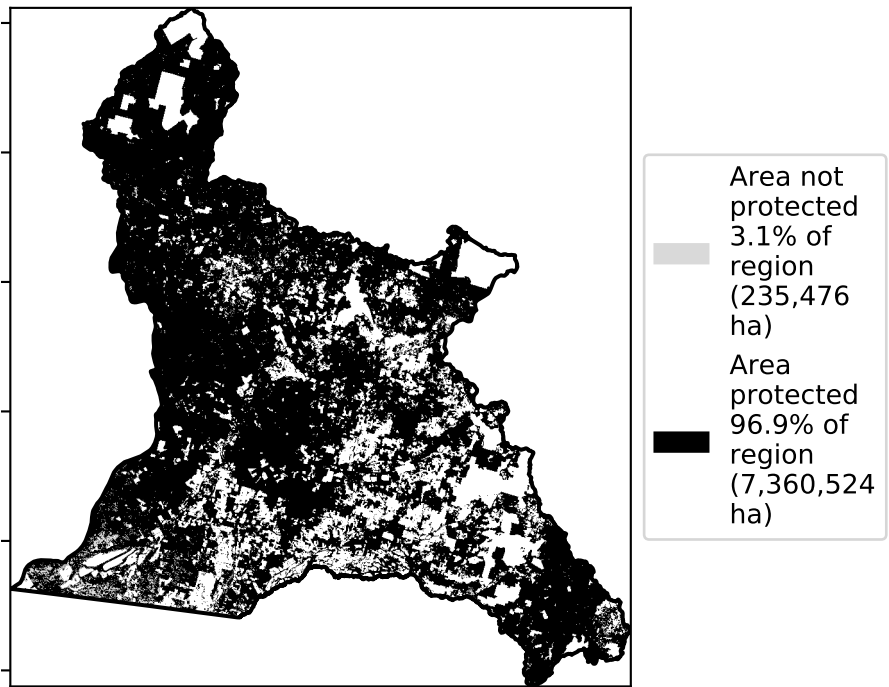 Area not
protected
3.1% of
region
(235,476
ha)
Area
protected
96.9% of
region
(7,360,524
ha)